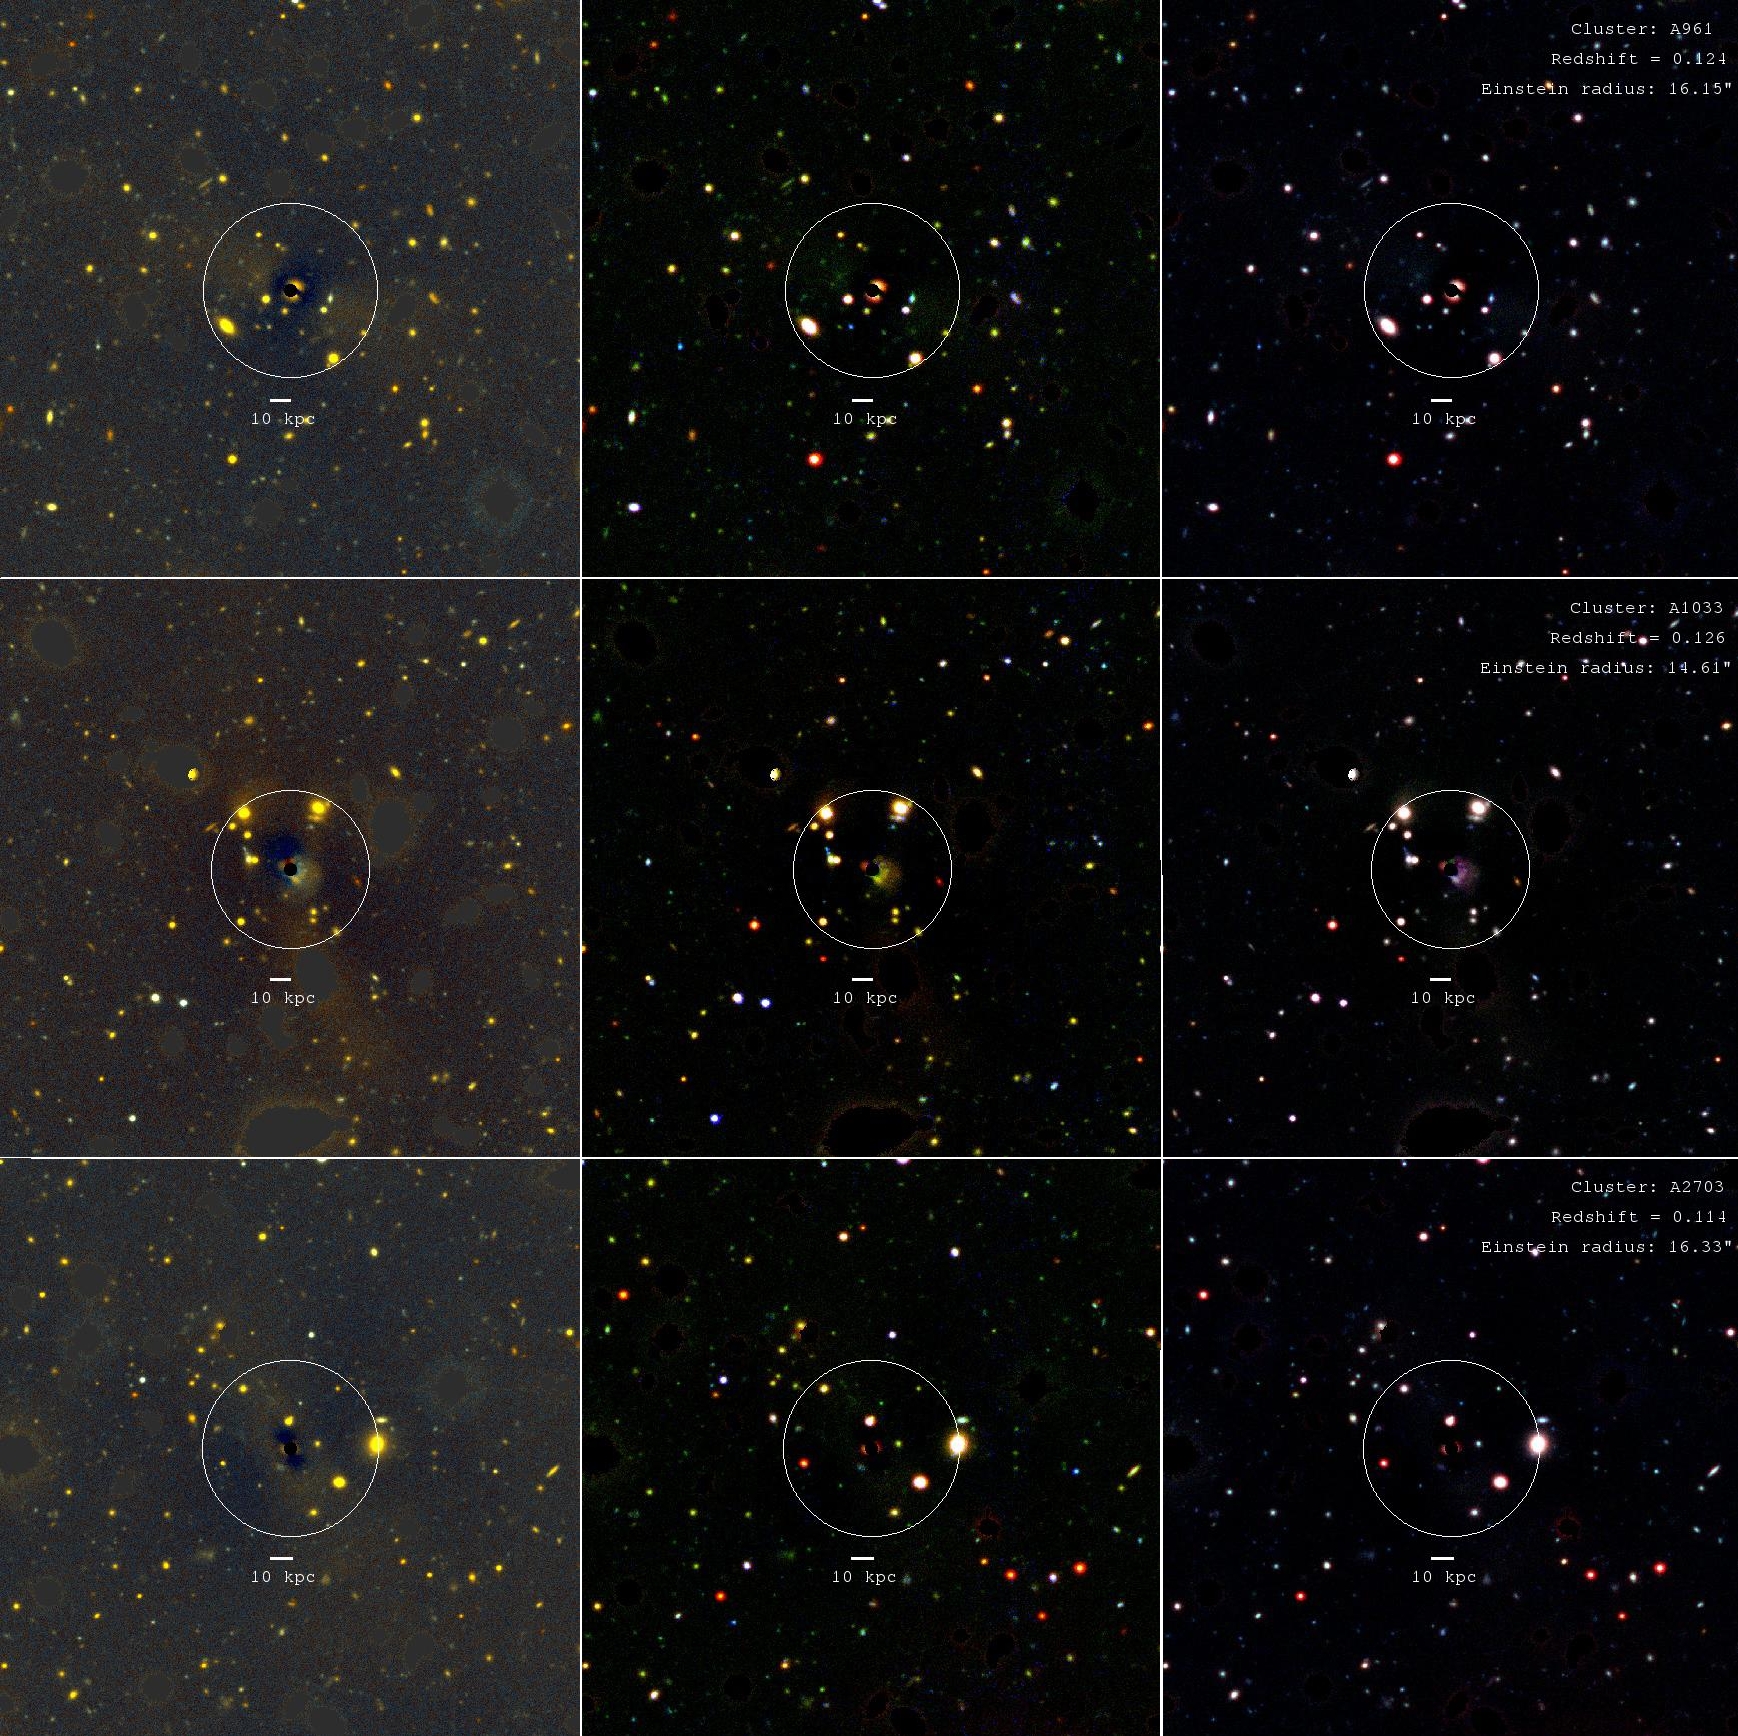 Cluster: A961
Redshift = 0.124
Einstein radius: 16.15"
10 kpc
10 kpc
10 kpc
Cluster: A1033
Redshift = 0.126
Einstein radius: 14.61"
10 kpc
10 kpc
10 kpc
Cluster: A2703
Redshift = 0.114
Einstein radius: 16.33"
10 kpc
10 kpc
10 kpc